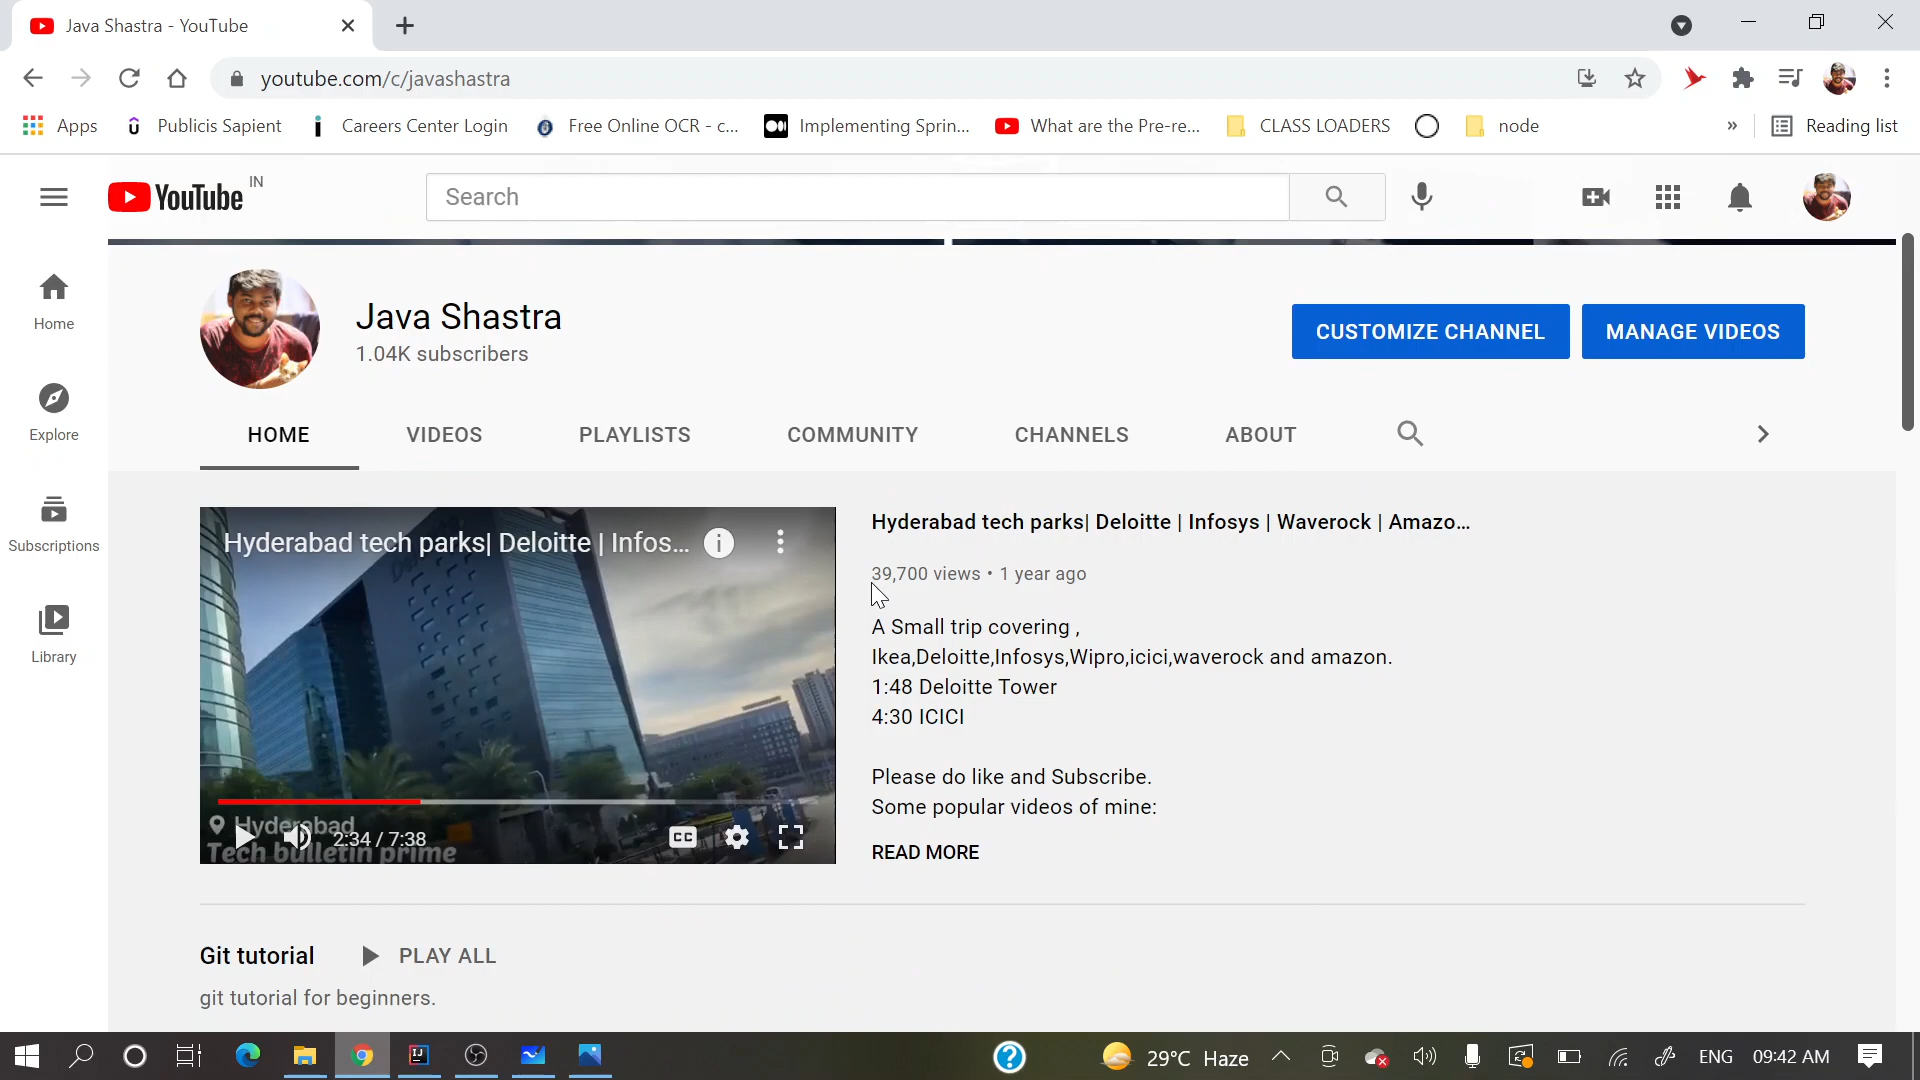 Java Shastra - YouTube
youtube.com/c/javashastra
Apps
Publicis Sapient
Careers Center Login
Free Online OCR - c...
Implementing Sprin...
What are the Pre-re...
CLASS LOADERS
node
»
Reading list
YouTube IN
Search
Home
Explore
Subscriptions
Library
Java Shastra
1.04K subscribers
CUSTOMIZE CHANNEL
MANAGE VIDEOS
HOME
VIDEOS
PLAYLISTS
COMMUNITY
CHANNELS
ABOUT
Hyderabad tech parks| Deloitte | Infos...
Hyderabad
Tech bulletin prime
2:34 / 7:38
CC
Hyderabad tech parks| Deloitte | Infosys | Waverock | Amazo...
39,700 views • 1 year ago
A Small trip covering ,
Ikea,Deloitte,Infosys,Wipro,icici,waverock and amazon.
1:48 Deloitte Tower
4:30 ICICI
Please do like and Subscribe.
Some popular videos of mine:
READ MORE
Git tutorial
PLAY ALL
git tutorial for beginners.
29°C Haze
ENG
09:42 AM